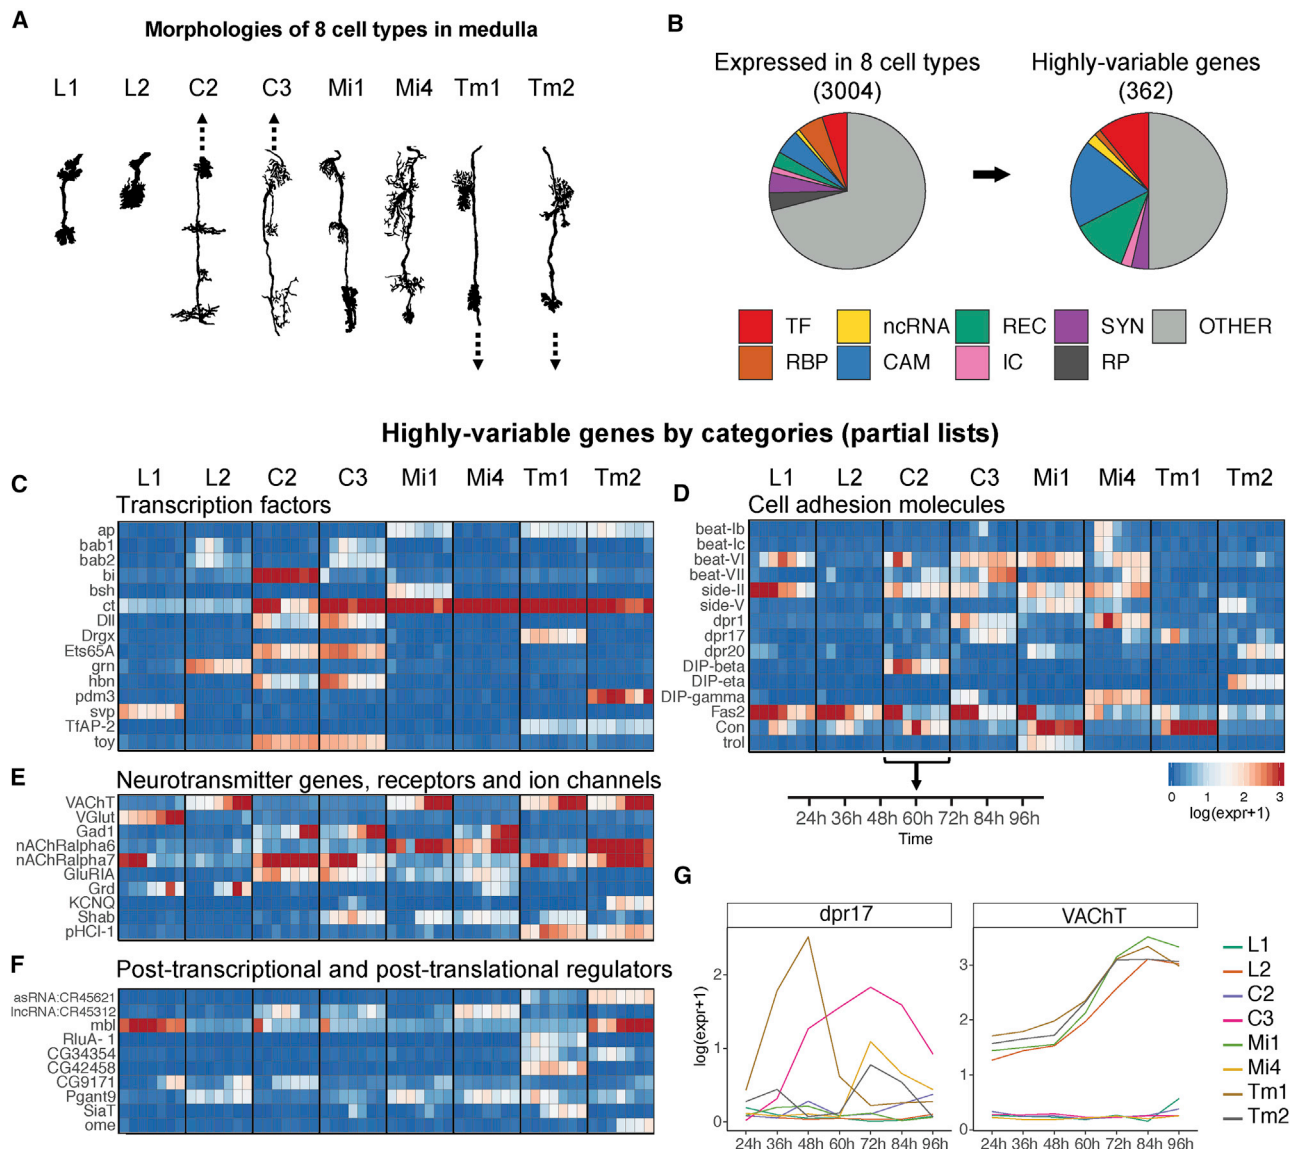 A
Morphologies of 8 cell types in medulla
L1 L2 C2 C3 Mi1 Mi4 Tm1 Tm2
B
Expressed in 8 cell types
(3004)
Highly-variable genes
(362)
TF ncRNA REC SYN OTHER
RBP CAM IC RP
Highly-variable genes by categories (partial lists)
C
L1 L2 C2 C3 Mi1 Mi4 Tm1 Tm2
Transcription factors
ap
bab1
bab2
bi
bsh
ct
Dll
Drgx
Ets65A
grn
hbn
pdm3
svp
TfAP-2
toy
D
L1 L2 C2 C3 Mi1 Mi4 Tm1 Tm2
Cell adhesion molecules
beat-Ib
beat-Ic
beat-VI
beat-VII
side-II
side-V
dpr1
dpr17
dpr20
DIP-beta
DIP-eta
DIP-gamma
Fas2
Con
trol
24h 36h 48h 60h 72h 84h 96h
Time
0 1 2 3
log(expr+1)
E
Neurotransmitter genes, receptors and ion channels
VAChT
VGlut
Gad1
nAChRalpha6
nAChRalpha7
GluRIA
Grd
KCNQ
Shab
pHCl-1
F
Post-transcriptional and post-translational regulators
asRNA:CR45621
lncRNA:CR45312
mbl
RluA-1
CG34354
CG42458
CG9171
Pgant9
SiaT
ome
G
dpr17
log(expr+1)
2
1
0
24h 36h 48h 60h 72h 84h 96h
VAChT
3
2
1
0
24h 36h 48h 60h 72h 84h 96h
L1
L2
C2
C3
Mi1
Mi4
Tm1
Tm2